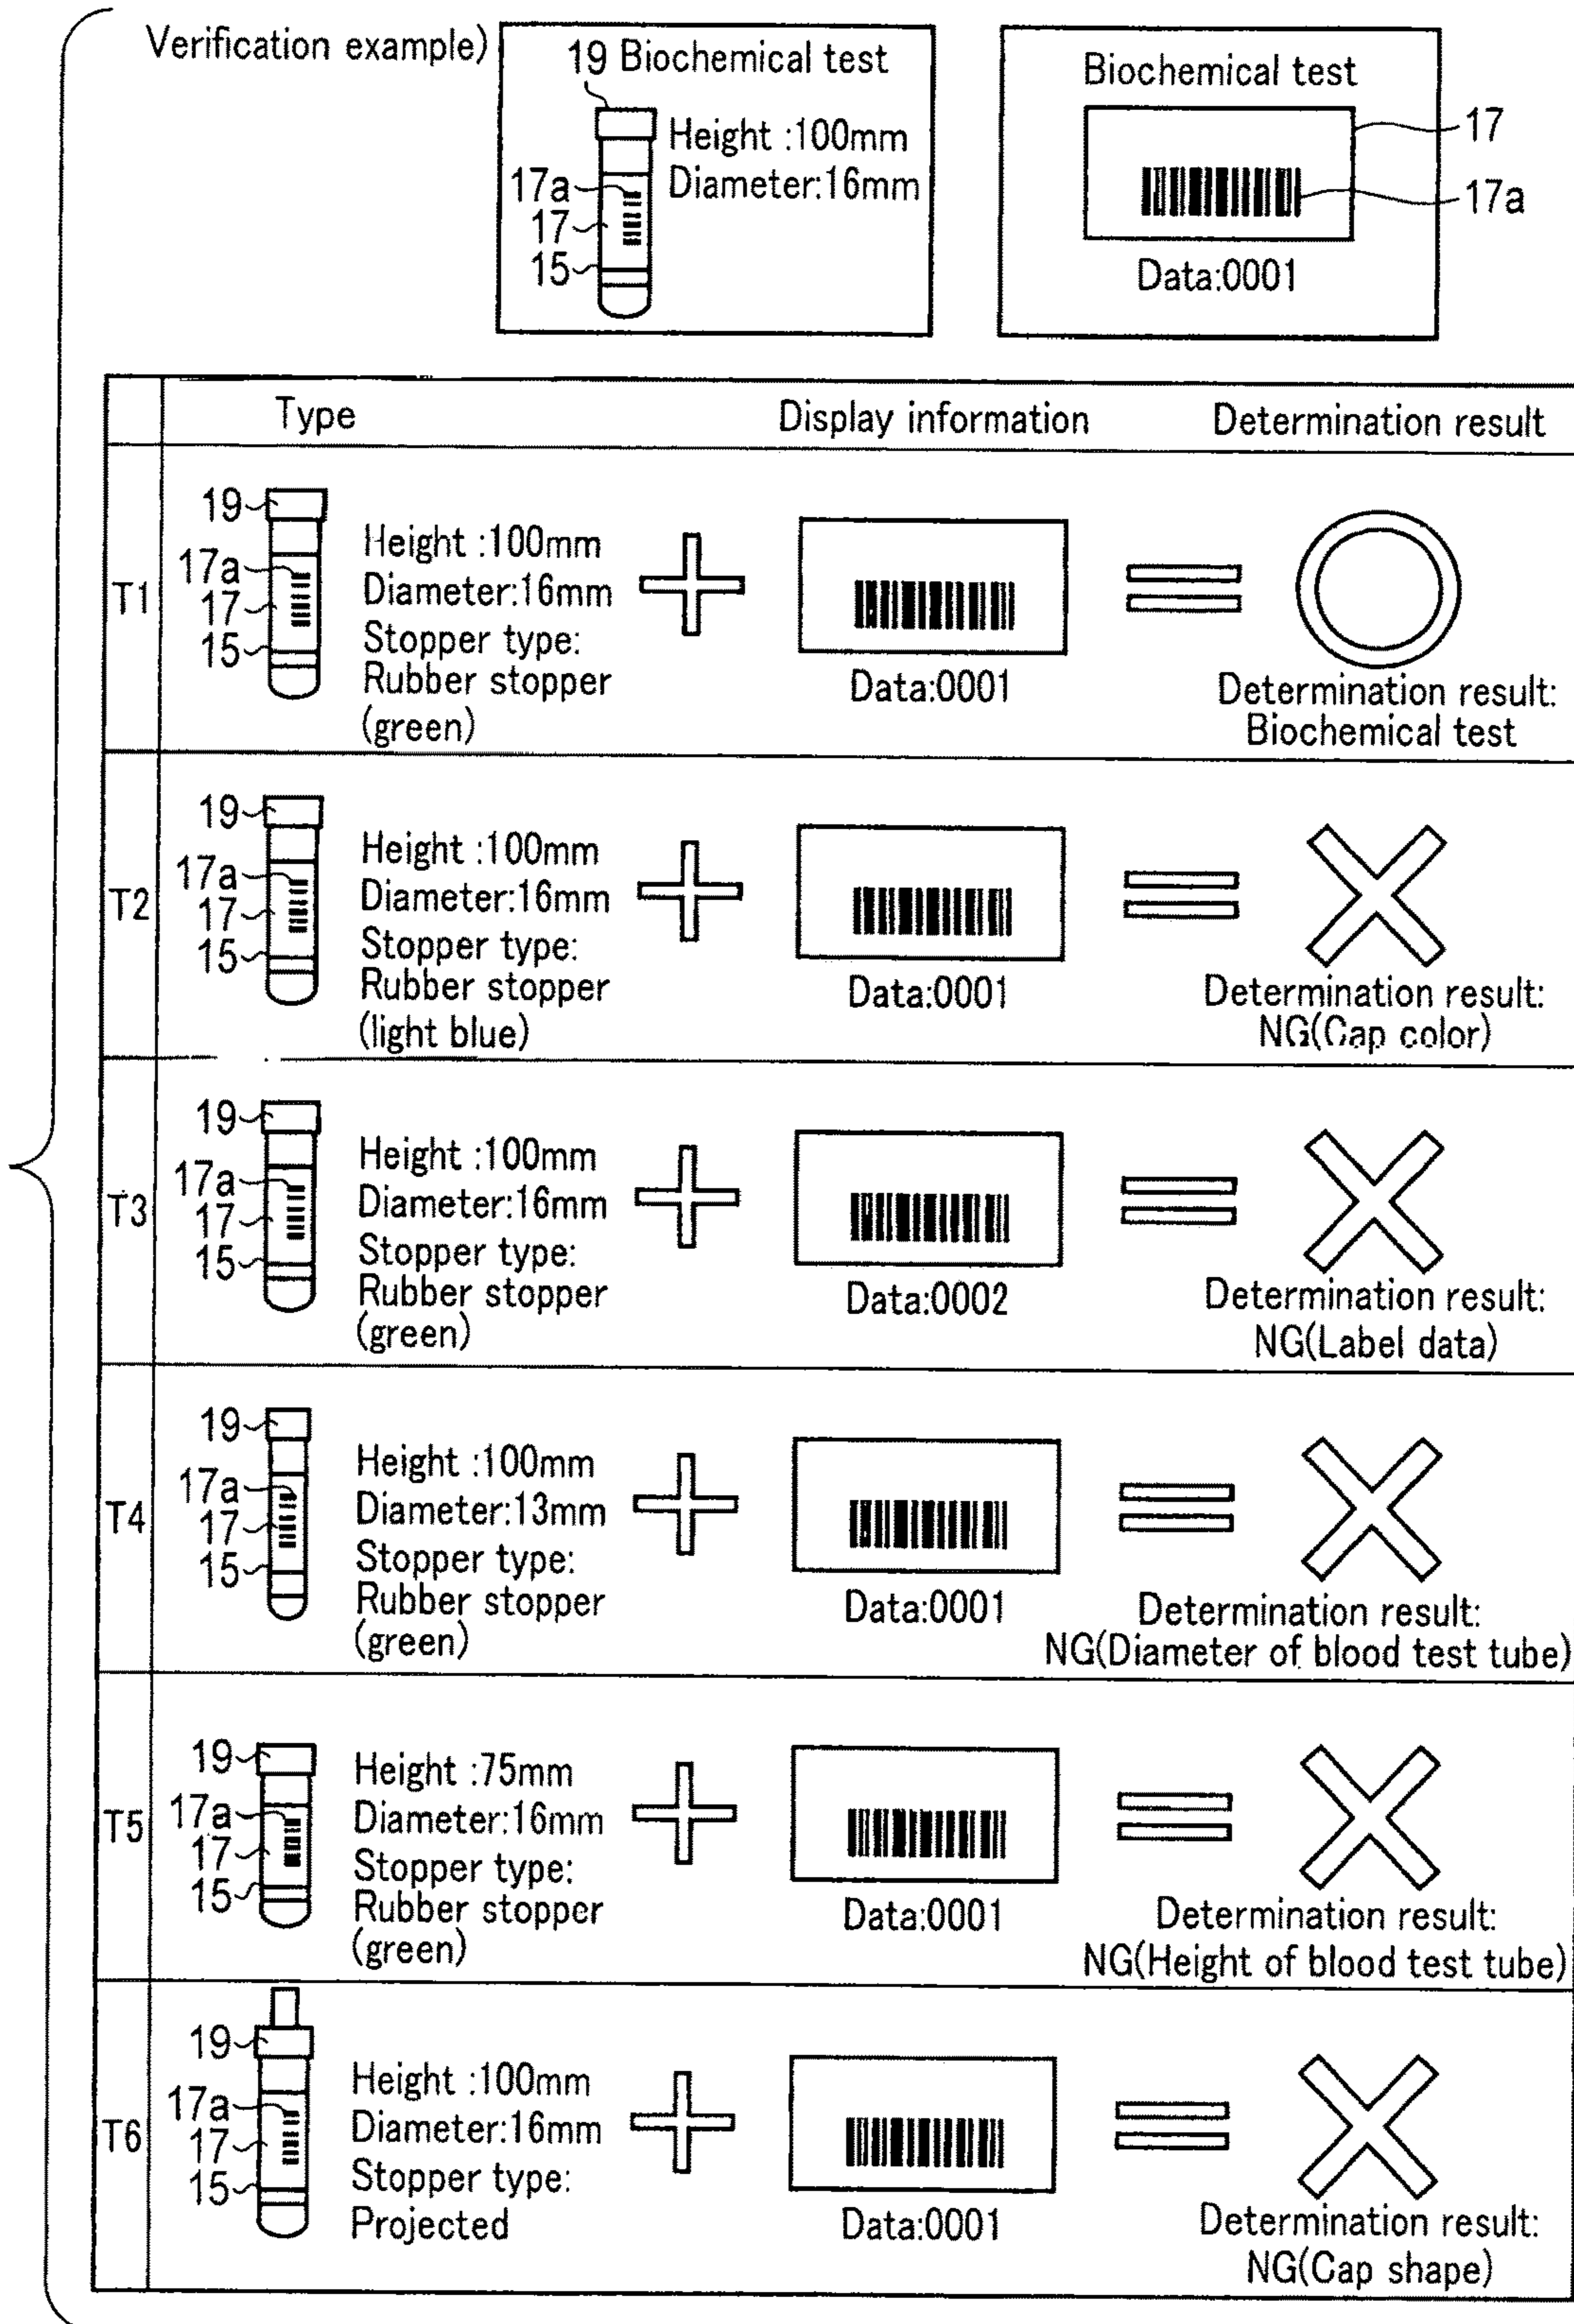 Verification example)
19 Biochemical test
Height :100mm
Diameter:16mm
17a
17
15
Biochemical test
17
17a
Data:0001
Type Display information Determination result
T1
19
17a
17
15
Height :100mm
Diameter:16mm
Stopper type:
Rubber stopper
(green)
Data:0001
Determination result:
Biochemical test
T2
19
17a
17
15
Height :100mm
Diameter:16mm
Stopper type:
Rubber stopper
(light blue)
Data:0001
Determination result:
NG(Cap color)
T3
19
17a
17
15
Height :100mm
Diameter:16mm
Stopper type:
Rubber stopper
(green)
Data:0002
Determination result:
NG(Label data)
T4
19
17a
17
15
Height :100mm
Diameter:13mm
Stopper type:
Rubber stopper
(green)
Data:0001
Determination result:
NG(Diameter of blood test tube)
T5
19
17a
17
15
Height :75mm
Diameter:16mm
Stopper type:
Rubber stopper
(green)
Data:0001
Determination result:
NG(Height of blood test tube)
T6
19
17a
17
15
Height :100mm
Diameter:16mm
Stopper type:
Projected
Data:0001
Determination result:
NG(Cap shape)